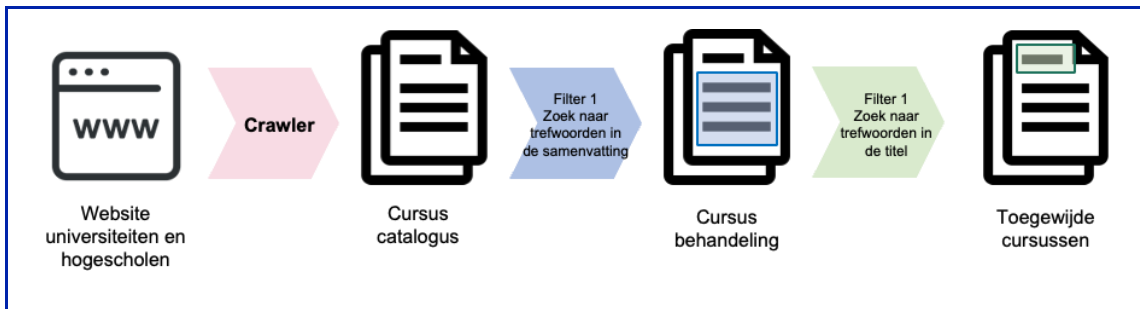 WWW
Website
universiteiten en
hogescholen
Crawler
Cursus
catalogus
Filter 1
Zoek naar
trefwoorden in
de samenvatting
Cursus
behandeling
Filter 1
Zoek naar
trefwoorden in
de titel
Toegewijde
cursussen